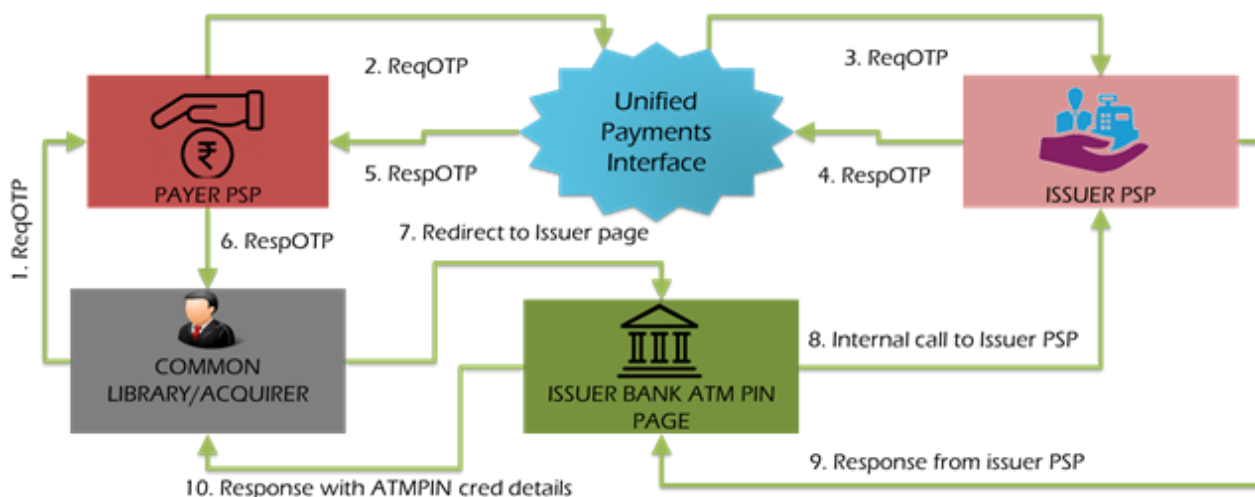 2. ReqOTP
3. ReqOTP
Unified
Payments
Interface
₹
PAYER PSP
5. RespOTP
4. RespOTP
ISSUER PSP
1. ReqOTP
6. RespOTP
7. Redirect to Issuer page
COMMON
LIBRARY/ACQUIRER
ISSUER BANK ATM PIN
PAGE
8. Internal call to Issuer PSP
9. Response from issuer PSP
10. Response with ATMPIN cred details